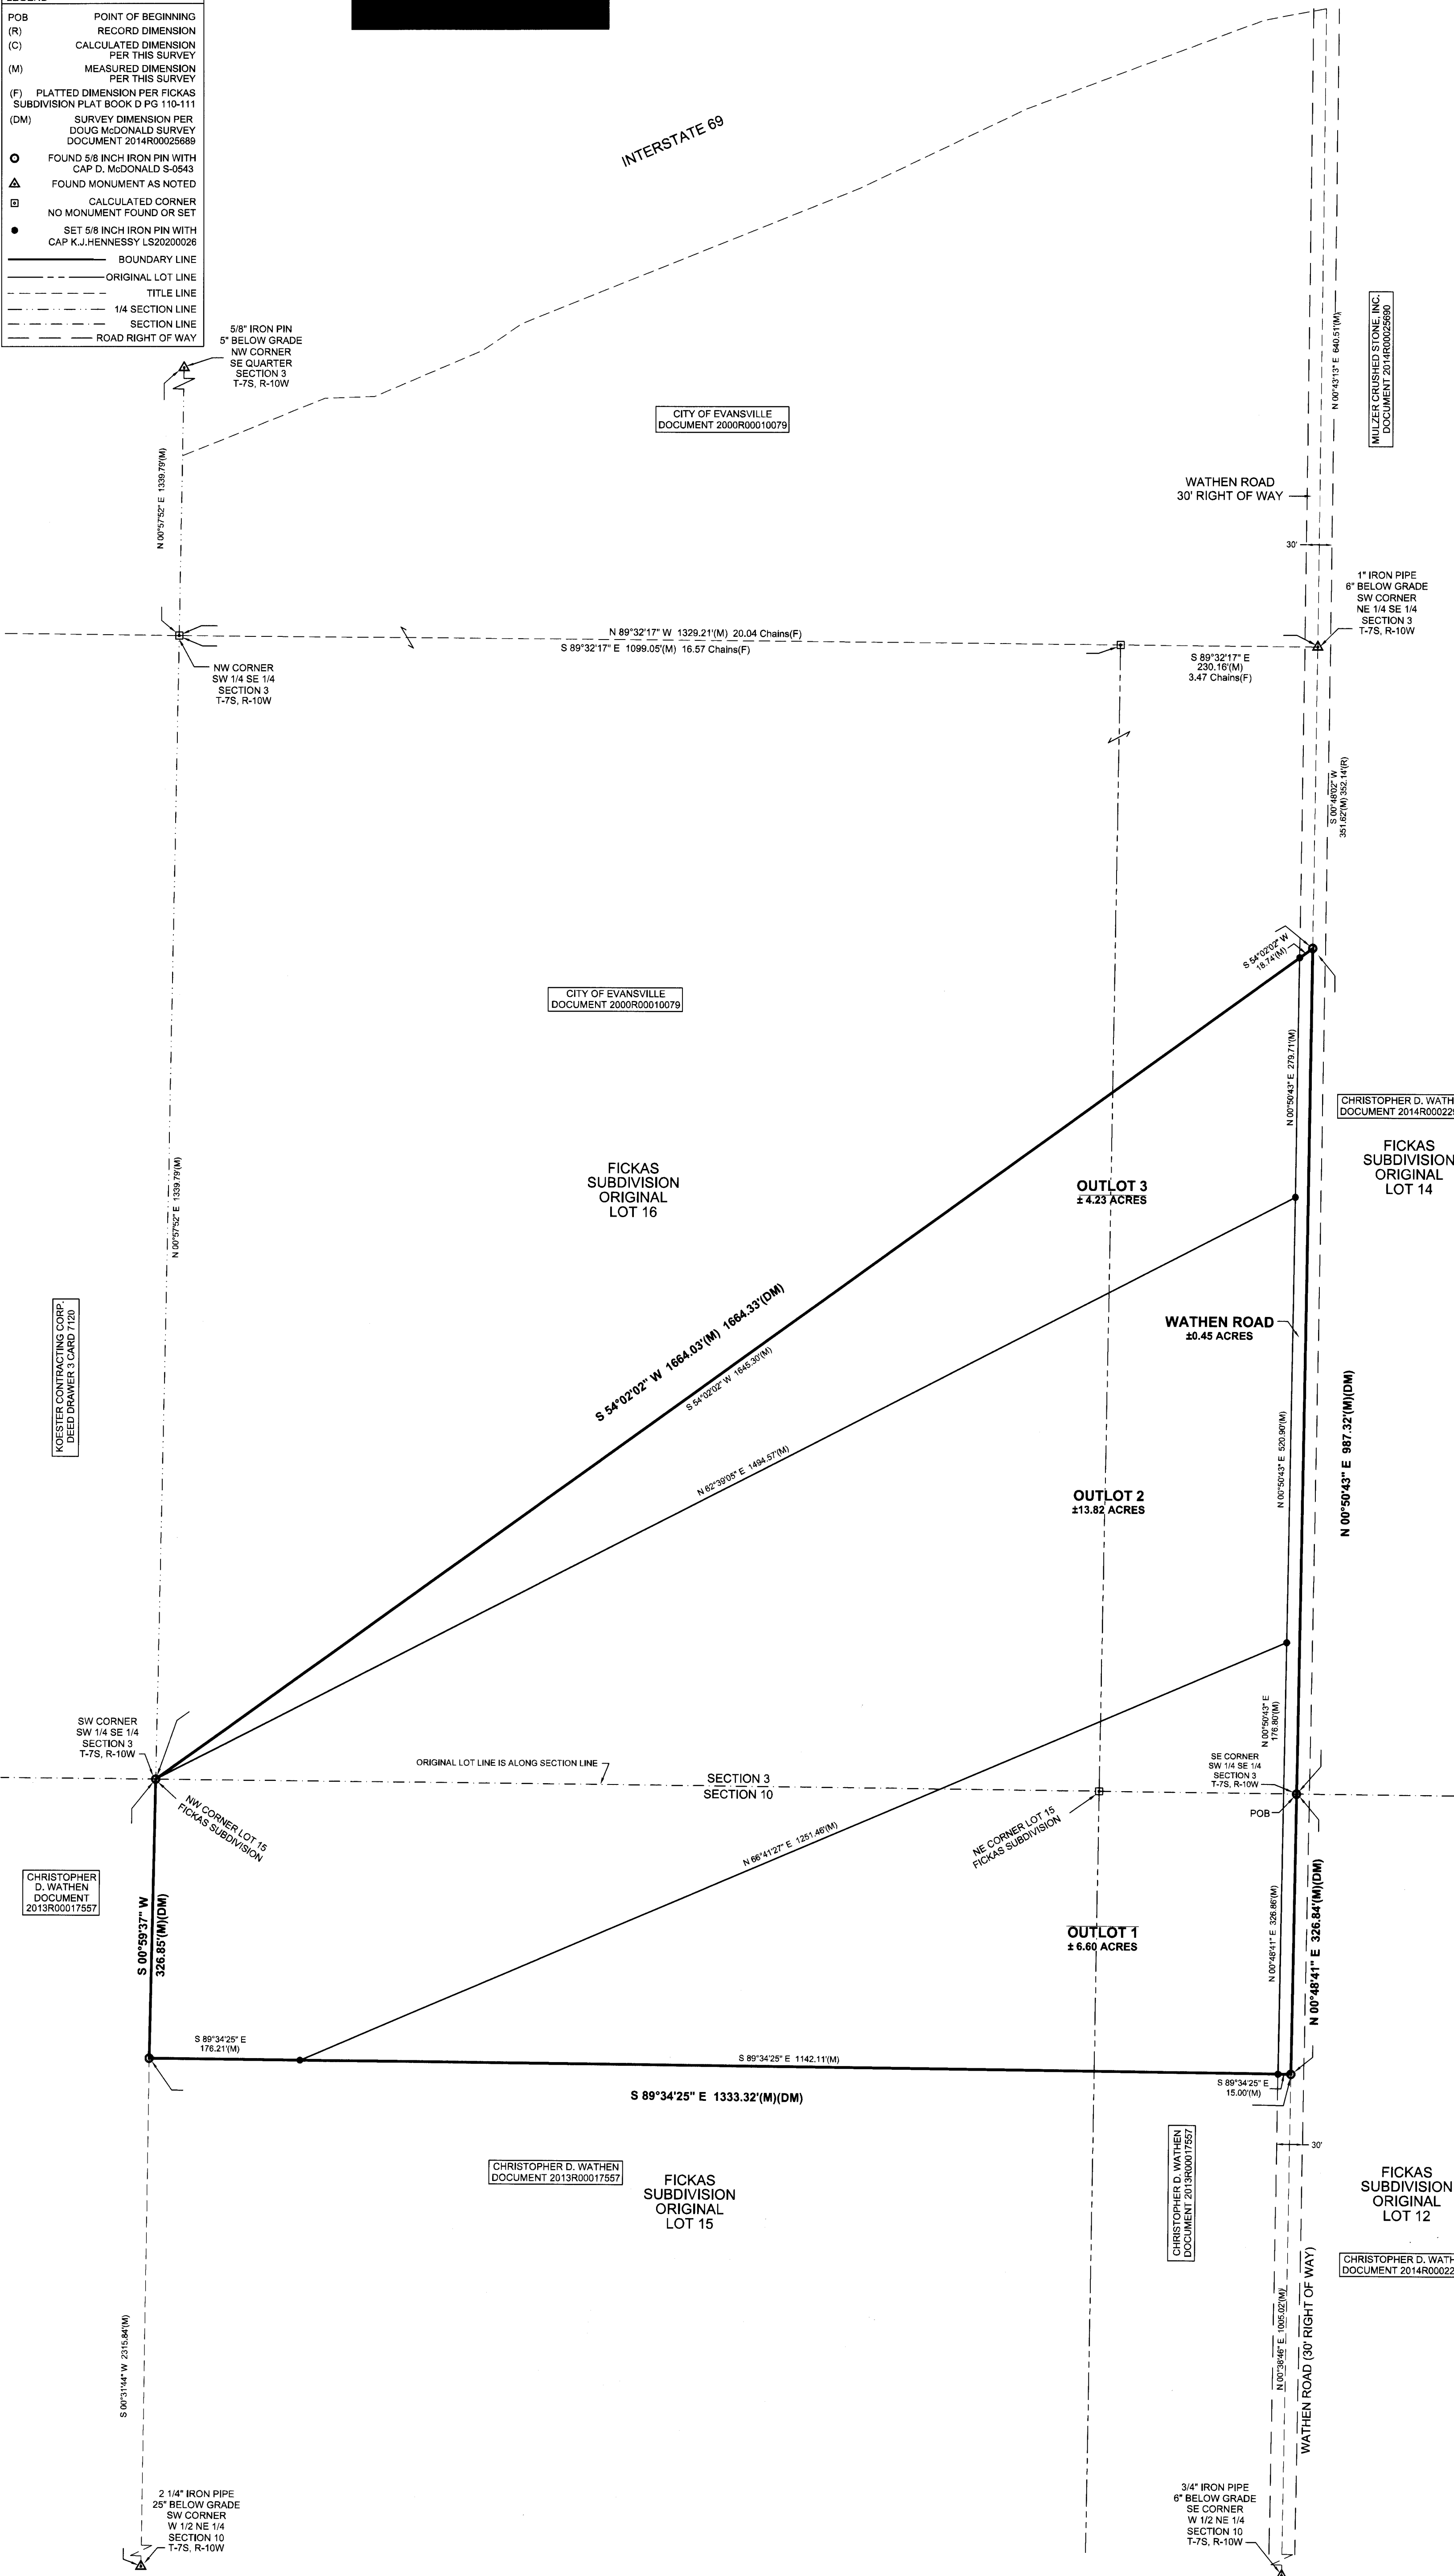 POB POINT OF BEGINNING
(R) RECORD DIMENSION
(C) CALCULATED DIMENSION
PER THIS SURVEY
(M) MEASURED DIMENSION
PER THIS SURVEY
(F) PLATTED DIMENSION PER FICKAS
SUBDIVISION PLAT BOOK D PG 110-111
(DM) SURVEY DIMENSION PER
DOUG McDONALD SURVEY
DOCUMENT 2014R00025689
FOUND 5/8 INCH IRON PIN WITH
CAP D. McDONALD S-0543
FOUND MONUMENT AS NOTED
CALCULATED CORNER
NO MONUMENT FOUND OR SET
SET 5/8 INCH IRON PIN WITH
CAP K.J.HENNESSY LS20200026
BOUNDARY LINE
ORIGINAL LOT LINE
TITLE LINE
1/4 SECTION LINE
SECTION LINE
ROAD RIGHT OF WAY
INTERSTATE 69
5/8" IRON PIN
5" BELOW GRADE
NW CORNER
SE QUARTER
SECTION 3
T-7S, R-10W
N 00°57'52" E 1339.79'(M)
CITY OF EVANSVILLE
DOCUMENT 2000R00010079
N 00°43'13" E 640.51'(M)
MULZER CRUSHED STONE, INC.
DOCUMENT 2014R00025690
WATHEN ROAD
30' RIGHT OF WAY
30'
1" IRON PIPE
6" BELOW GRADE
SW CORNER
NE 1/4 SE 1/4
SECTION 3
T-7S, R-10W
N 89°32'17" W 1329.21'(M) 20.04 Chains(F)
S 89°32'17" E 1099.05'(M) 16.57 Chains(F)
S 89°32'17" E
230.16'(M)
3.47 Chains(F)
NW CORNER
SW 1/4 SE 1/4
SECTION 3
T-7S, R-10W
S 00°48'02" W
351.62'(M) 352.14'(R)
S 54°02'02" W
18.74'(M)
CITY OF EVANSVILLE
DOCUMENT 2000R00010079
N 00°50'43" E 279.71'(M)
CHRISTOPHER D. WATH
DOCUMENT 2014R00022
FICKAS
SUBDIVISION
ORIGINAL
LOT 14
FICKAS
SUBDIVISION
ORIGINAL
LOT 16
OUTLOT 3
± 4.23 ACRES
N 00°57'52" E 1339.79'(M)
WATHEN ROAD
±0.45 ACRES
KOESTER CONTRACTING CORP.
DEED DRAWER 3 CARD 7120
S 54°02'02" W 1664.03'(M) 1664.33'(DM)
S 54°02'02" W 1645.30'(M)
N 62°39'05" E 1494.57'(M)
N 00°50'43" E 520.90'(M)
N 00°50'43" E 987.32'(M)(DM)
OUTLOT 2
±13.82 ACRES
SW CORNER
SW 1/4 SE 1/4
SECTION 3
T-7S, R-10W
N 00°50'43" E
176.80'(M)
ORIGINAL LOT LINE IS ALONG SECTION LINE
SECTION 3
SECTION 10
SE CORNER
SW 1/4 SE 1/4
SECTION 3
T-7S, R-10W
POB
NW CORNER LOT 15
FICKAS SUBDIVISION
NE CORNER LOT 15
FICKAS SUBDIVISION
N 66°41'27" E 1251.46'(M)
CHRISTOPHER
D. WATHEN
DOCUMENT
2013R00017557
S 00°59'37" W
326.85'(M)(DM)
OUTLOT 1
± 6.60 ACRES
N 00°48'41" E 326.86'(M)
N 00°48'41" E 326.84'(M)(DM)
S 89°34'25" E
176.21'(M)
S 89°34'25" E 1142.11'(M)
S 89°34'25" E
15.00'(M)
S 89°34'25" E 1333.32'(M)(DM)
30'
CHRISTOPHER D. WATHEN
DOCUMENT 2013R00017557
FICKAS
SUBDIVISION
ORIGINAL
LOT 15
CHRISTOPHER D. WATHEN
DOCUMENT 2013R00017557
FICKAS
SUBDIVISION
ORIGINAL
LOT 12
CHRISTOPHER D. WATH
DOCUMENT 2014R00022
S 00°31'44" W 2315.84'(M)
N 00°38'46" E 1005.02'(M)
WATHEN ROAD (30' RIGHT OF WAY)
2 1/4" IRON PIPE
25" BELOW GRADE
SW CORNER
W 1/2 NE 1/4
SECTION 10
T-7S, R-10W
3/4" IRON PIPE
6" BELOW GRADE
SE CORNER
W 1/2 NE 1/4
SECTION 10
T-7S, R-10W